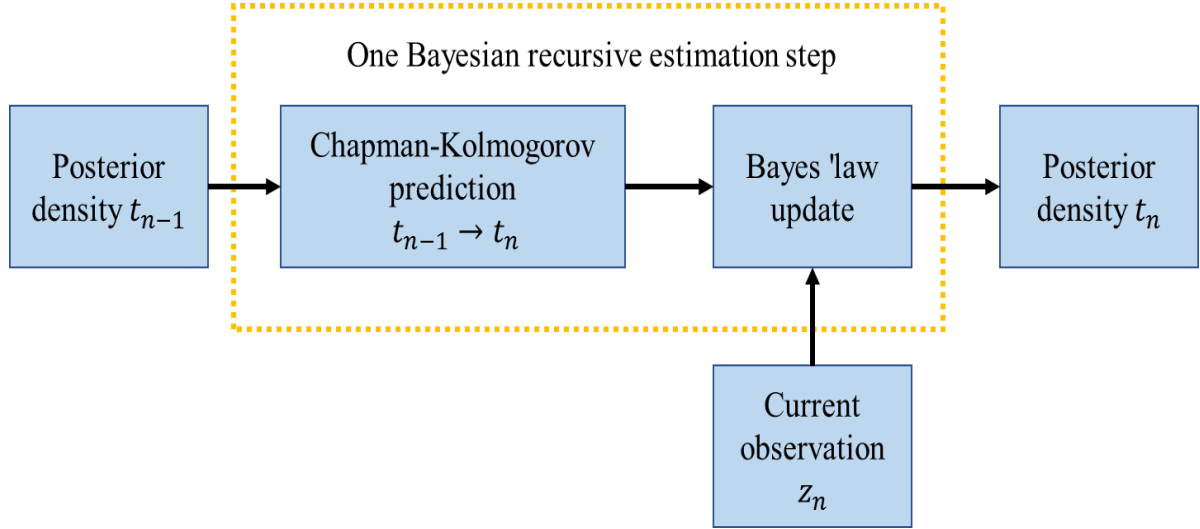 One Bayesian recursive estimation step
Posterior
density t_{n−1}
Chapman-Kolmogorov
prediction
t_{n−1} → t_n
Bayes 'law
update
Posterior
density t_n
Current
observation
z_n